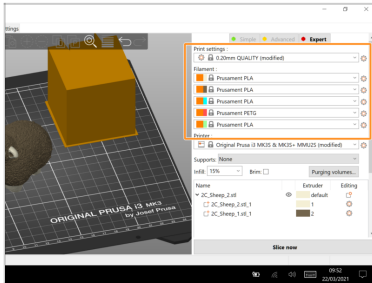 ttings
Simple Advanced Expert
Print settings :
0.20mm QUALITY (modified)
Filament :
Prusament PLA
Prusament PLA
Prusament PLA
Prusament PETG
Prusament PLA
Printer :
Original Prusa i3 MK3S & MK3S+ MMU2S (modified)
Supports: None
Infill: 15% Brim:
Purging volumes...
Name Extruder Editing
2C_Sheep_2.stl default
2C_Sheep_2.stl_1 1
2C_Sheep_1.stl_1 2
ORIGINAL PRUSA i3 MK3
by Josef Prusa
Slice now
09:52
22/03/2021